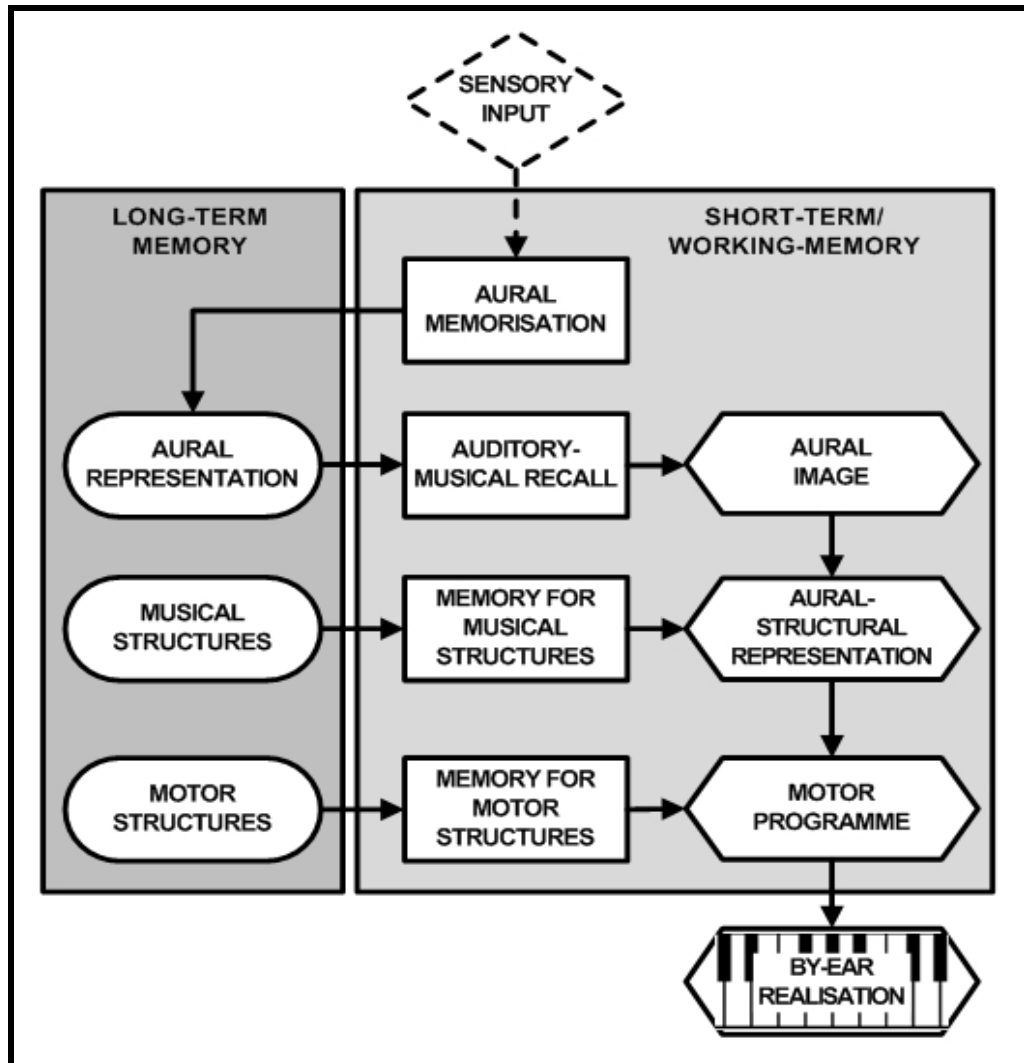 SENSORY
INPUT
LONG-TERM
MEMORY
SHORT-TERM/
WORKING-MEMORY
AURAL
MEMORISATION
AURAL
REPRESENTATION
AUDITORY-
MUSICAL RECALL
AURAL
IMAGE
MUSICAL
STRUCTURES
MEMORY FOR
MUSICAL
STRUCTURES
AURAL-
STRUCTURAL
REPRESENTATION
MOTOR
STRUCTURES
MEMORY FOR
MOTOR
STRUCTURES
MOTOR
PROGRAMME
BY-EAR
REALISATION